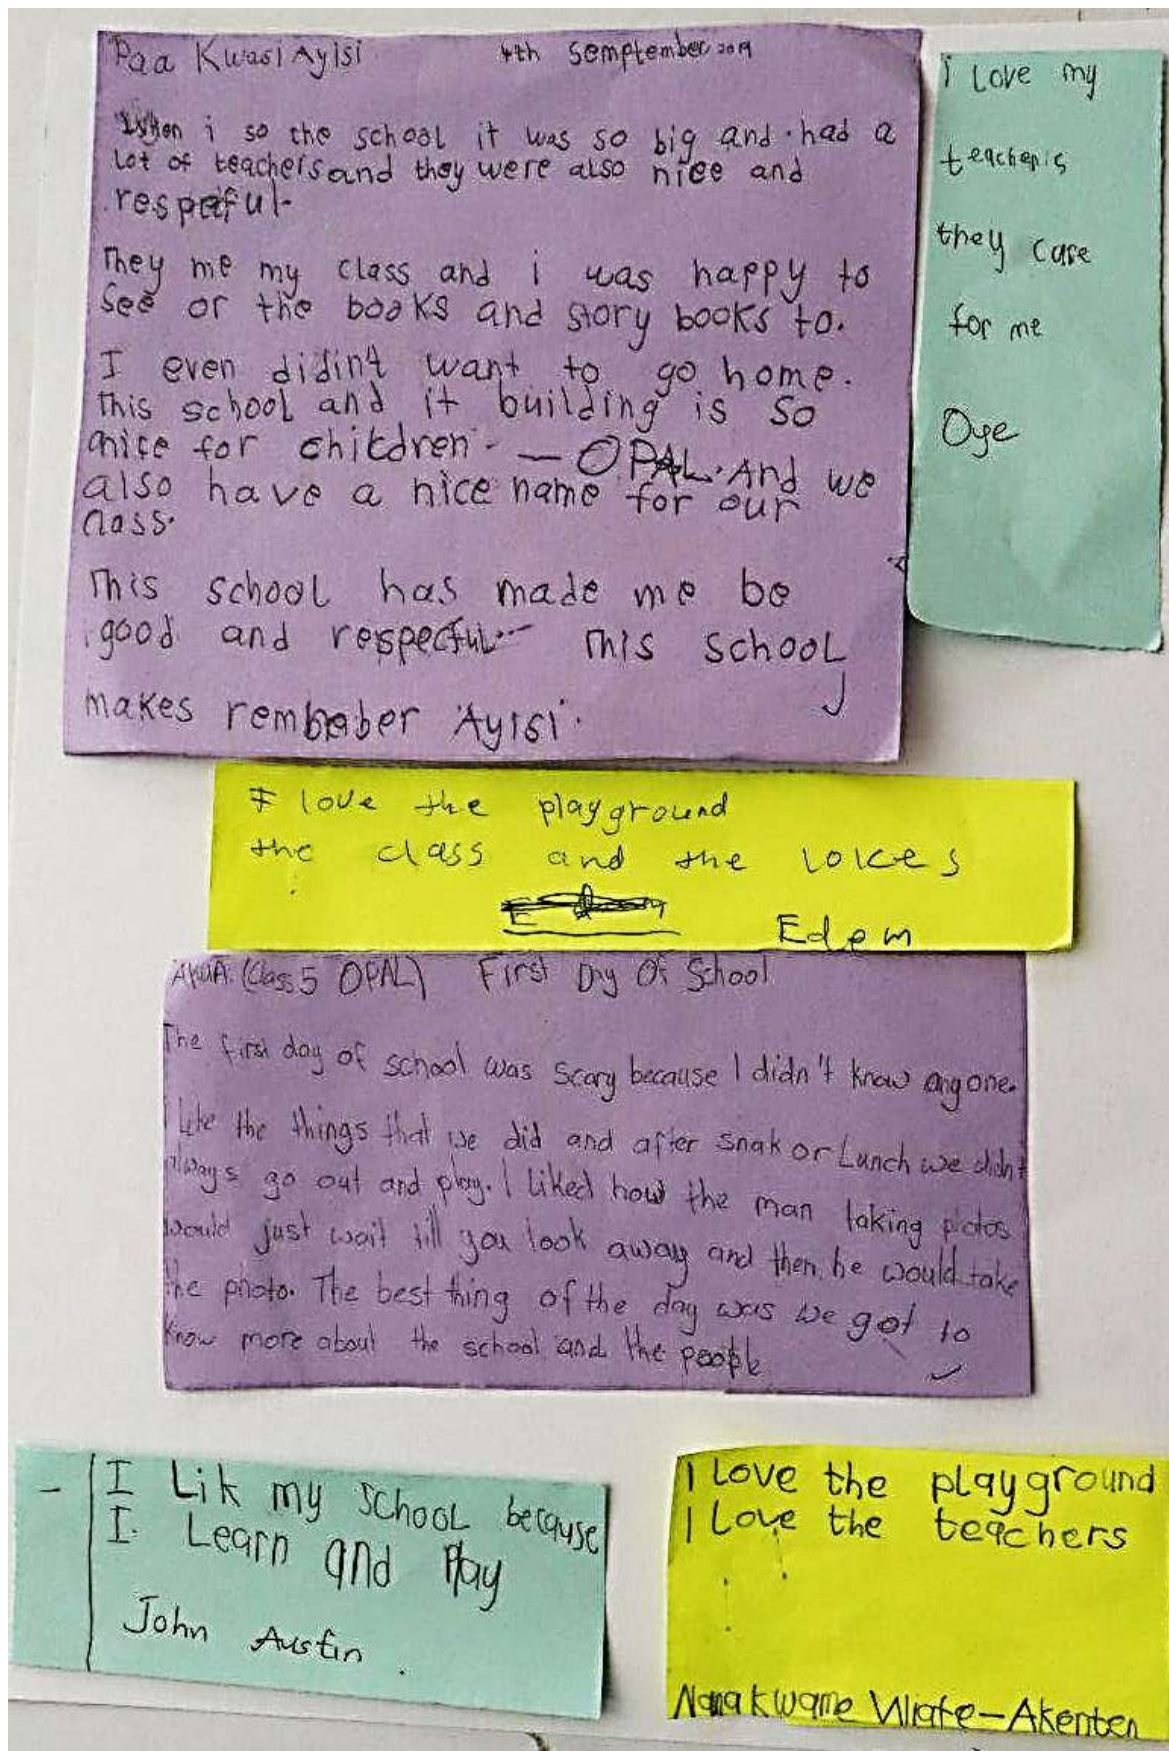 Paa Kwasi Ayisi 4th Semptember 2019
When i so the school it was so big and had a
lot of teachers and they were also nice and
respefful.
They me my class and i was happy to
see or the books and story books to.
I even didin't want to go home.
This school and it building is so
nice for children. — OPAL. And we
also have a nice name for our
class.
This school has made me be
good and respectful. This school
makes rembeber Ayisi.
i Love my
teacheris
they care
for me
Oye
I love the playground
the class and the loices
Edem
AKUA (Class 5 OPAL) First Day Of School
The first day of school was scary because I didn't know anyone.
I like the things that we did and after snak or Lunch we didn't
always go out and play. I liked how the man taking photos
would just wait till you look away and then he would take
the photo. The best thing of the day was we got to
know more about the school and the people
I Lik my school because
I Learn and Play
John Austin
I Love the playground
I Love the teachers
Nana Kwame Wiafe-Akenten